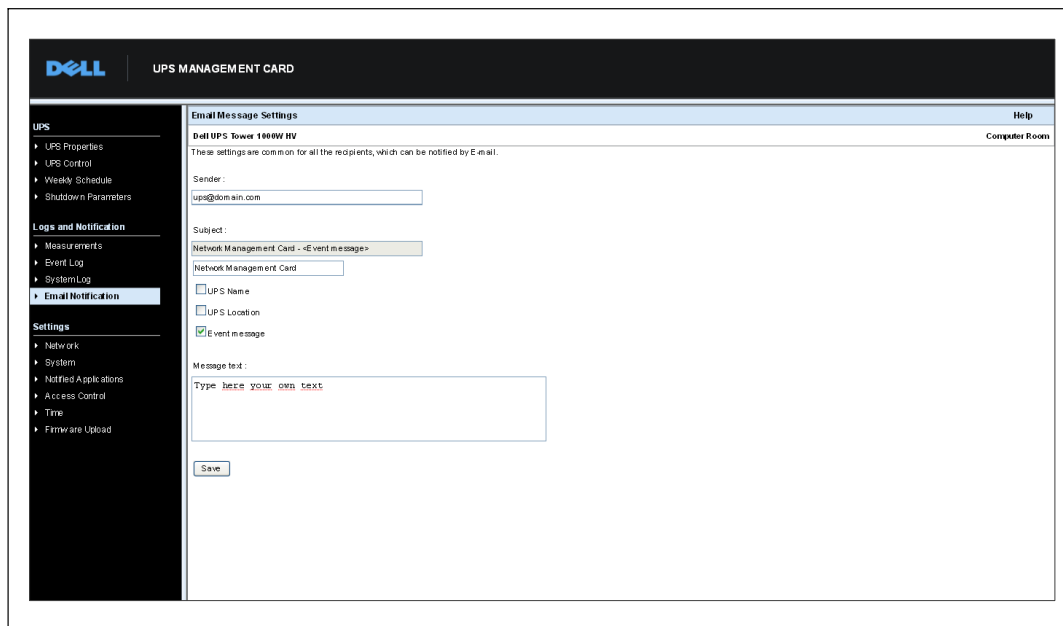 DELL
UPS MANAGEMENT CARD
UPS
UPS Properties
UPS Control
Weekly Schedule
Shutdown Parameters
Logs and Notification
Measurements
Event Log
System Log
Email Notification
Settings
Network
System
Notified Applications
Access Control
Time
Firmware Upload
Email Message Settings Help
Dell UPS Tower 1000W HV Computer Room
These settings are common for all the recipients, which can be notified by E-mail.
Sender :
ups@domain.com
Subject :
Network Management Card - <Event message>
Network Management Card
UPS Name
UPS Location
Event message
Message text :
Type here your own text
Save